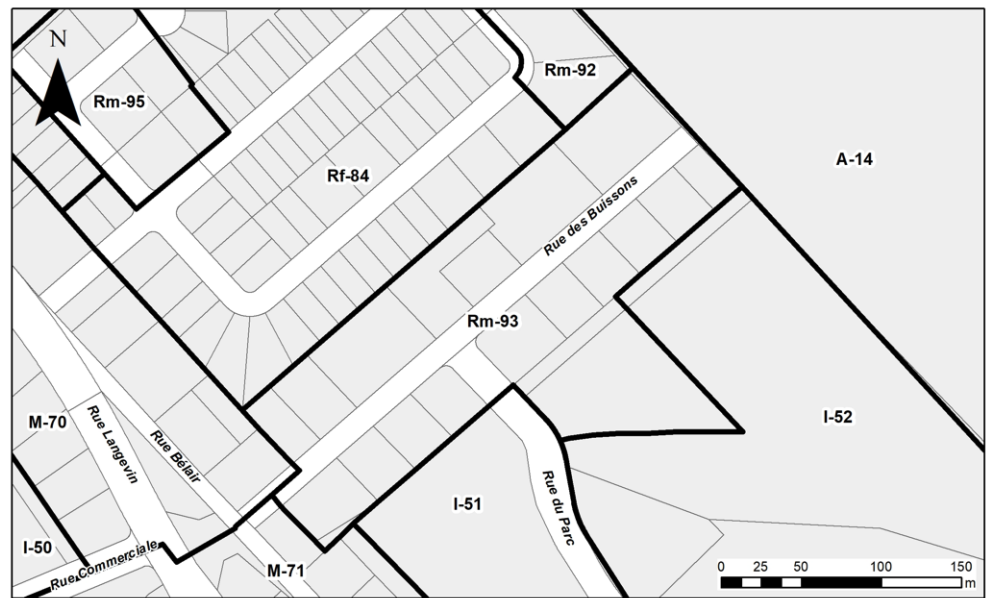 N
Rm-92
Rm-95
A-14
Rf-84
Rue des Buissons
Rm-93
M-70
Rue Langevin
Rue Bélair
I-52
I-51
Rue du Parc
I-50
Rue Commerciale
M-71
0 25 50 100 150
m